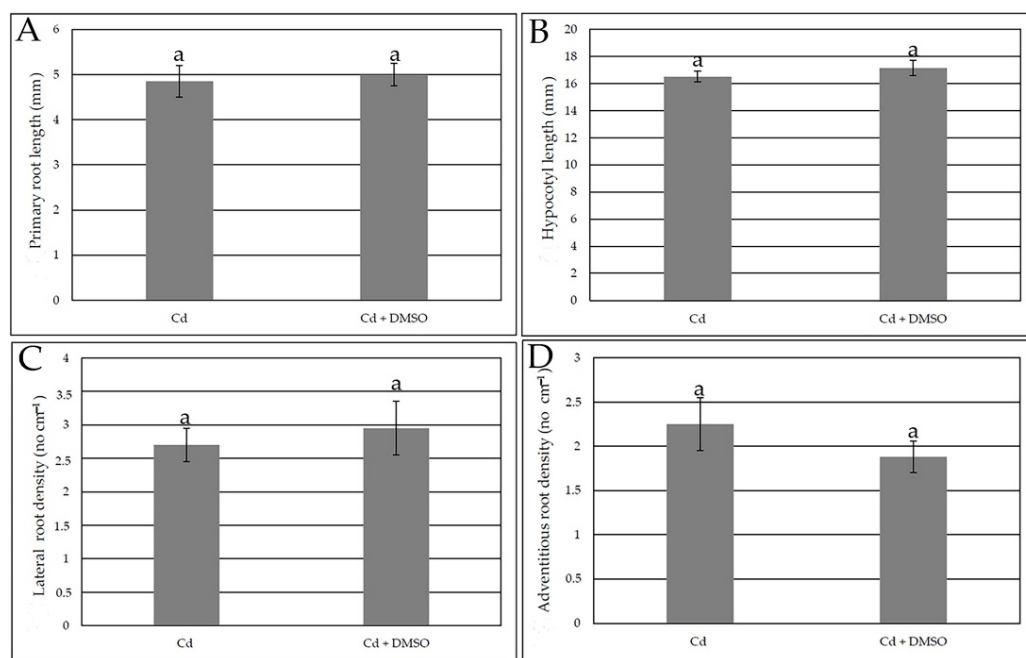 A
Primary root length (mm)
6
5
4
3
2
1
0
a
a
Cd
Cd + DMSO
B
Hypocotyl length (mm)
20
18
16
14
12
10
8
6
4
2
0
a
a
Cd
Cd + DMSO
C
Lateral root density (no cm⁻¹)
4
3.5
3
2.5
2
1.5
1
0.5
0
a
a
Cd
Cd + DMSO
D
Adventitious root density (no cm⁻¹)
3
2.5
2
1.5
1
0.5
0
a
a
Cd
Cd + DMSO